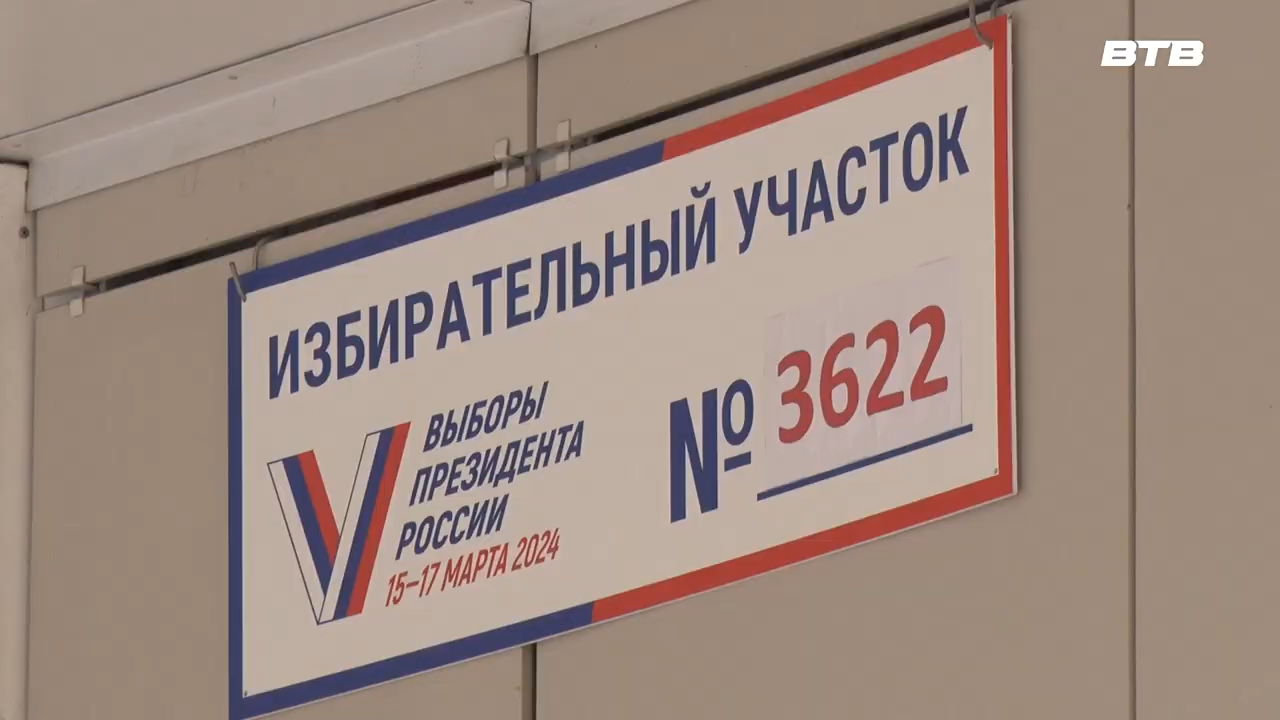 ВТВ
ИЗБИРАТЕЛЬНЫЙ УЧАСТОК
ВЫБОРЫ
ПРЕЗИДЕНТА
РОССИИ
15–17 МАРТА 2024
№ 3622